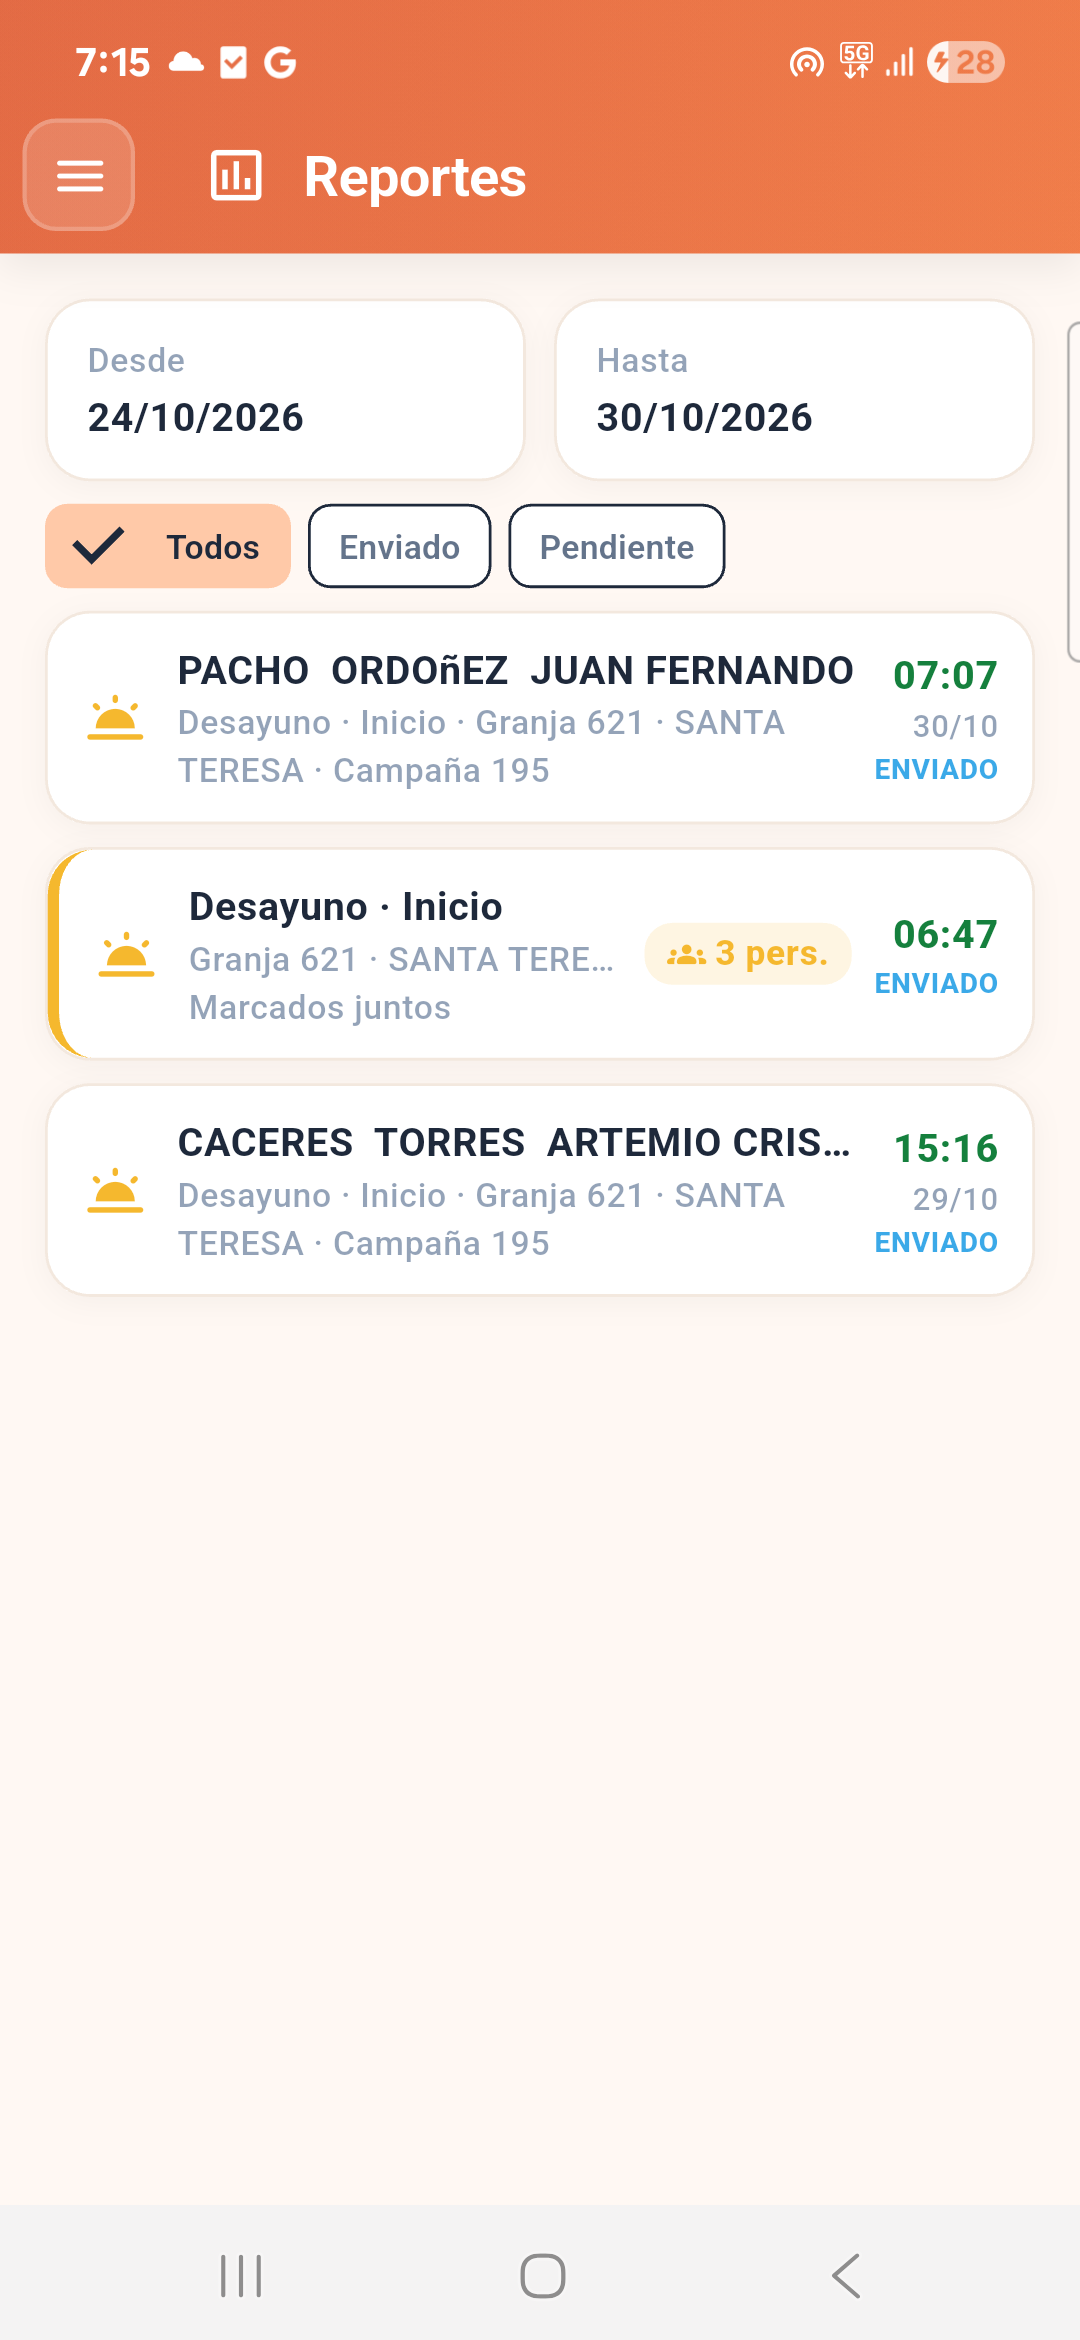 7:15
5G
28
Reportes
Desde
24/10/2026
Hasta
30/10/2026
Todos
Enviado
Pendiente
PACHO  ORDOñEZ  JUAN FERNANDO
07:07
Desayuno · Inicio · Granja 621 · SANTA
TERESA · Campaña 195
30/10
ENVIADO
Desayuno · Inicio
Granja 621 · SANTA TERE...
Marcados juntos
3 pers.
06:47
ENVIADO
CACERES  TORRES  ARTEMIO CRIS...
15:16
Desayuno · Inicio · Granja 621 · SANTA
TERESA · Campaña 195
29/10
ENVIADO